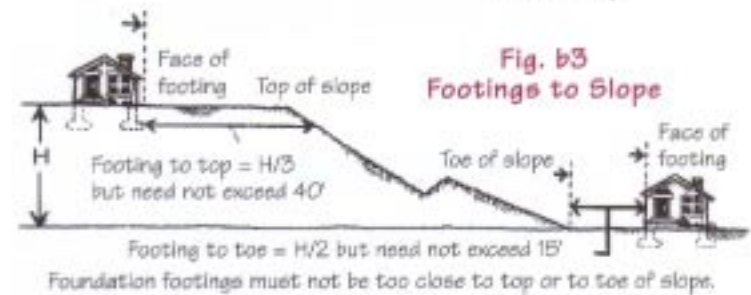 Fig. b3
Footings to Slope
Face of
footing
Top of slope
H
Footing to top = H/3
but need not exceed 40'
Toe of slope
Face of
footing
Footing to toe = H/2 but need not exceed 15'
Foundation footings must not be too close to top or to toe of slope.